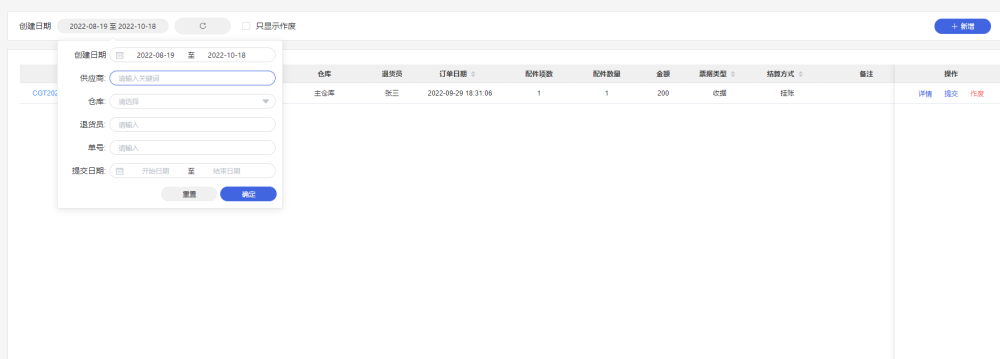 创建日期 2022-08-19 至 2022-10-18 只显示作废 + 新增
创建日期 2022-08-19 至 2022-10-18
供应商: 请输入关键词
仓库: 请选择
退货员: 请输入
单号: 请输入
提交日期: 开始日期 至 结束日期
重置 确定
仓库 退货员 订单日期 配件项数 配件数量 金额 票据类型 结算方式 备注 操作
CGT202 主仓库 张三 2022-09-29 18:31:06 1 1 200 收据 挂账 详情 提交 作废